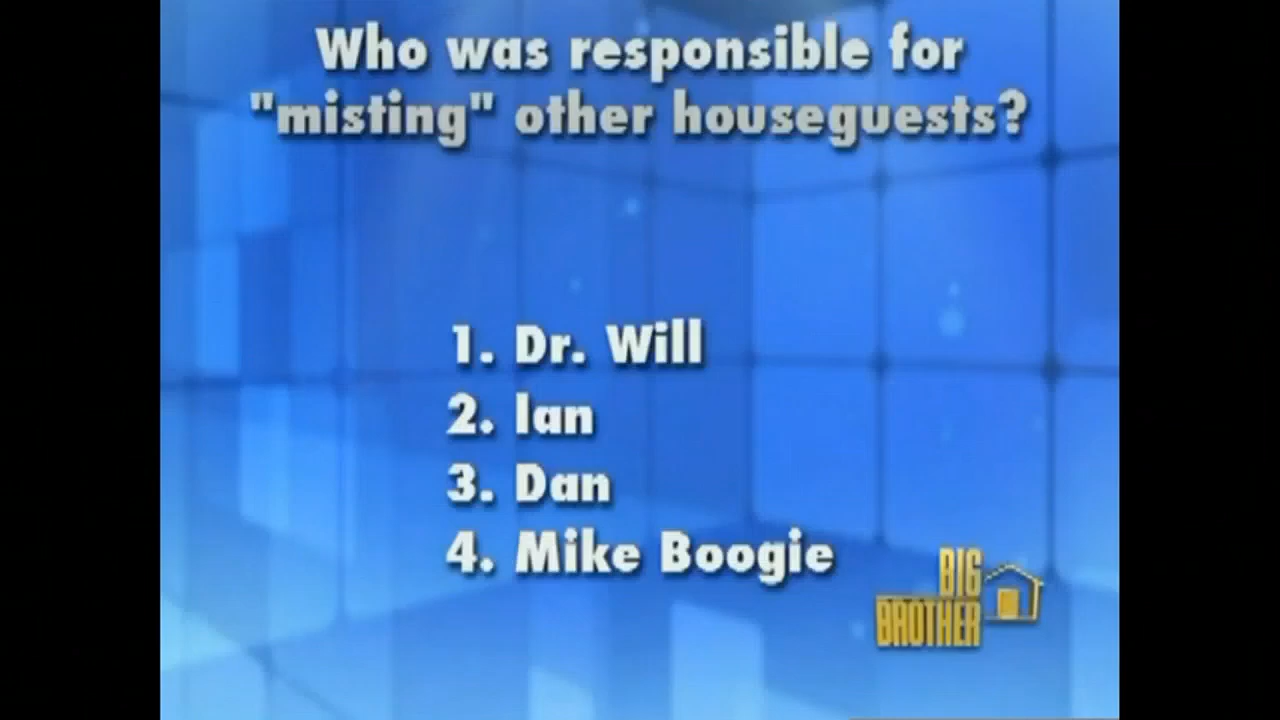 Who was responsible for
"misting" other houseguests?
1. Dr. Will
2. Ian
3. Dan
4. Mike Boogie
BIG
BROTHER